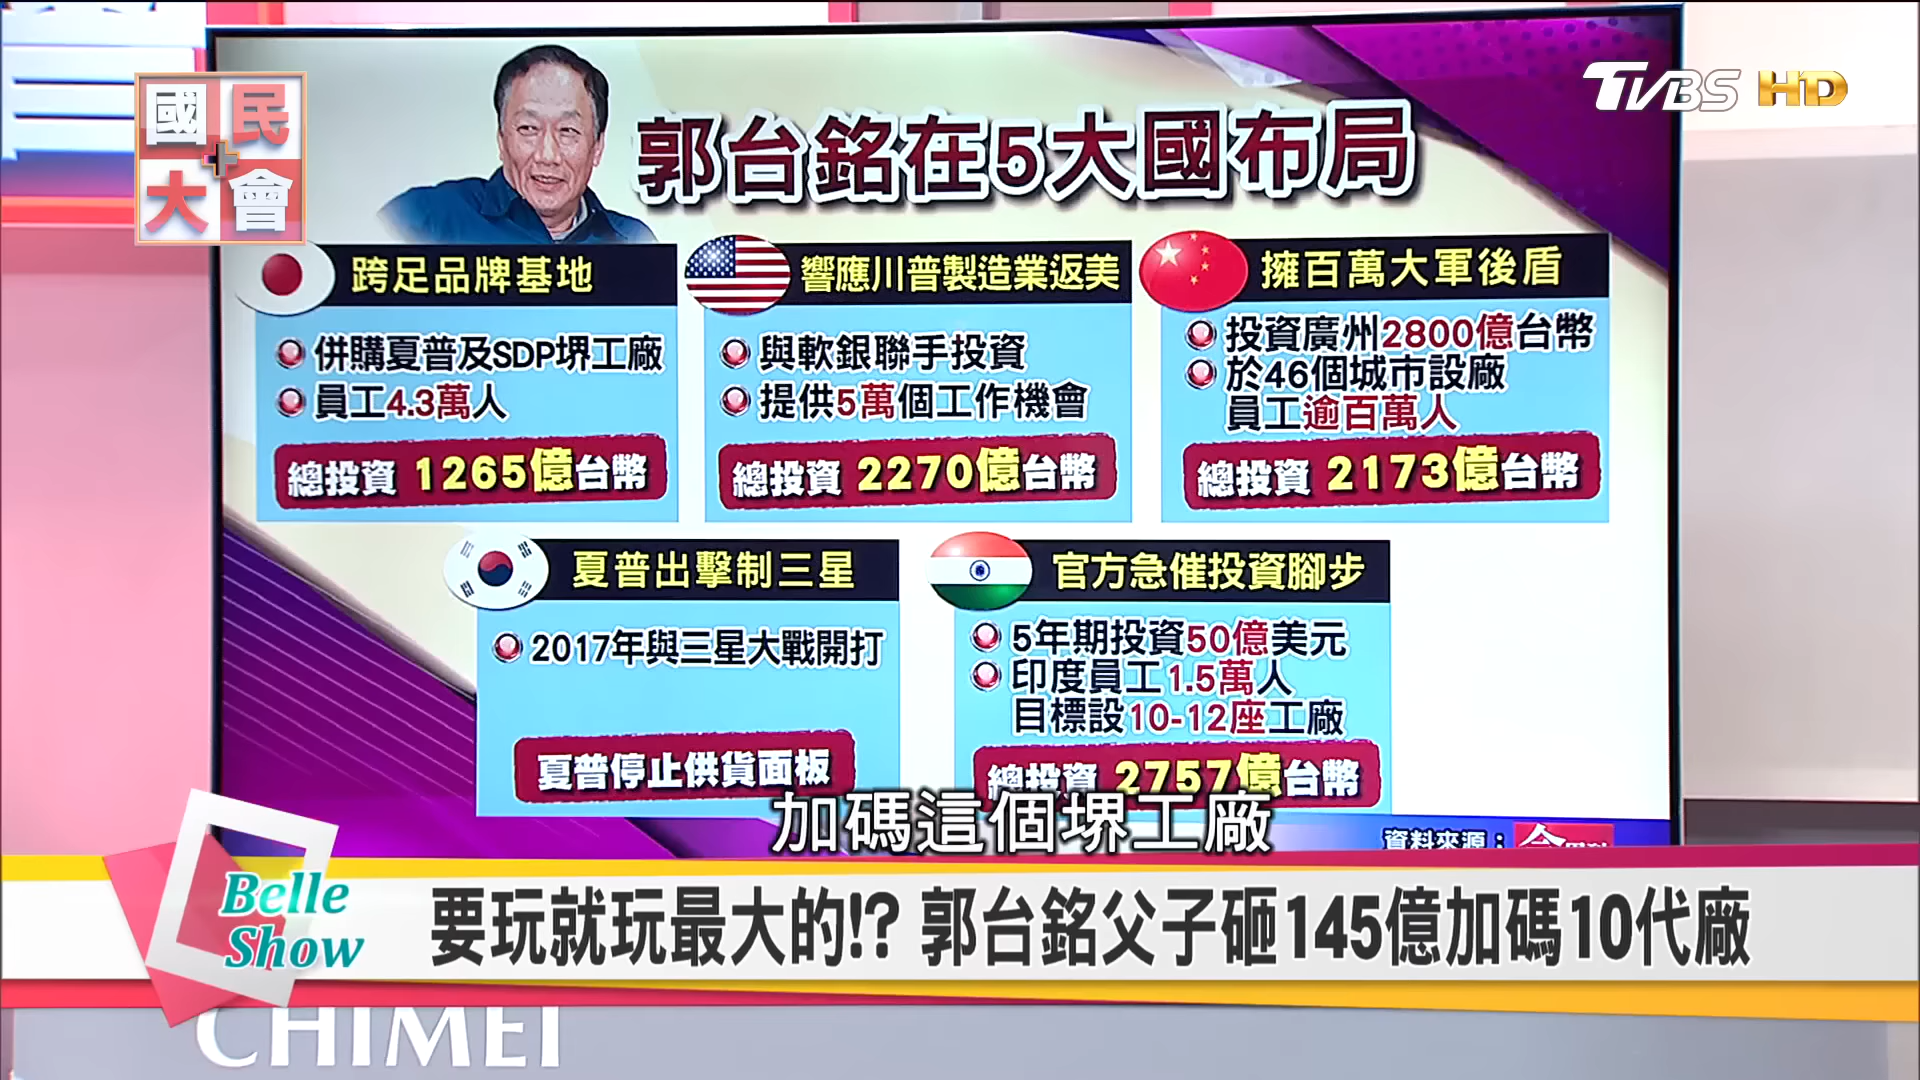 國民
大會
TVBS HD
郭台銘在5大國布局
跨足品牌基地
併購夏普及SDP堺工廠
員工4.3萬人
總投資 1265億台幣
響應川普製造業返美
與軟銀聯手投資
提供5萬個工作機會
總投資 2270億台幣
擁百萬大軍後盾
投資廣州2800億台幣
於46個城市設廠
員工逾百萬人
總投資 2173億台幣
夏普出擊制三星
2017年與三星大戰開打
夏普停止供貨面板
官方急催投資腳步
5年期投資50億美元
印度員工1.5萬人
目標設10-12座工廠
總投資 2757億台幣
資料來源：
加碼這個堺工廠
Belle
Show
要玩就玩最大的!? 郭台銘父子砸145億加碼10代廠
CHIMEI